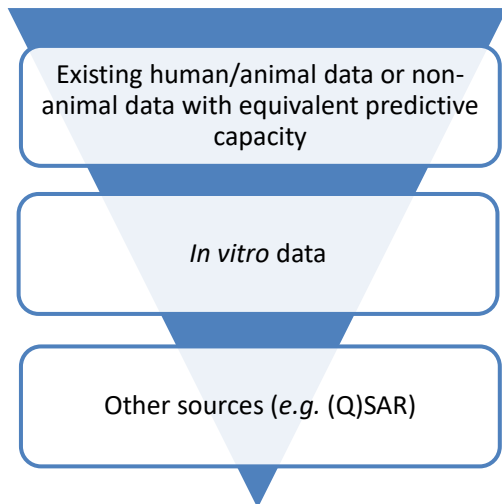 Existing human/animal data or non-
animal data with equivalent predictive
capacity
In vitro data
Other sources (e.g. (Q)SAR)